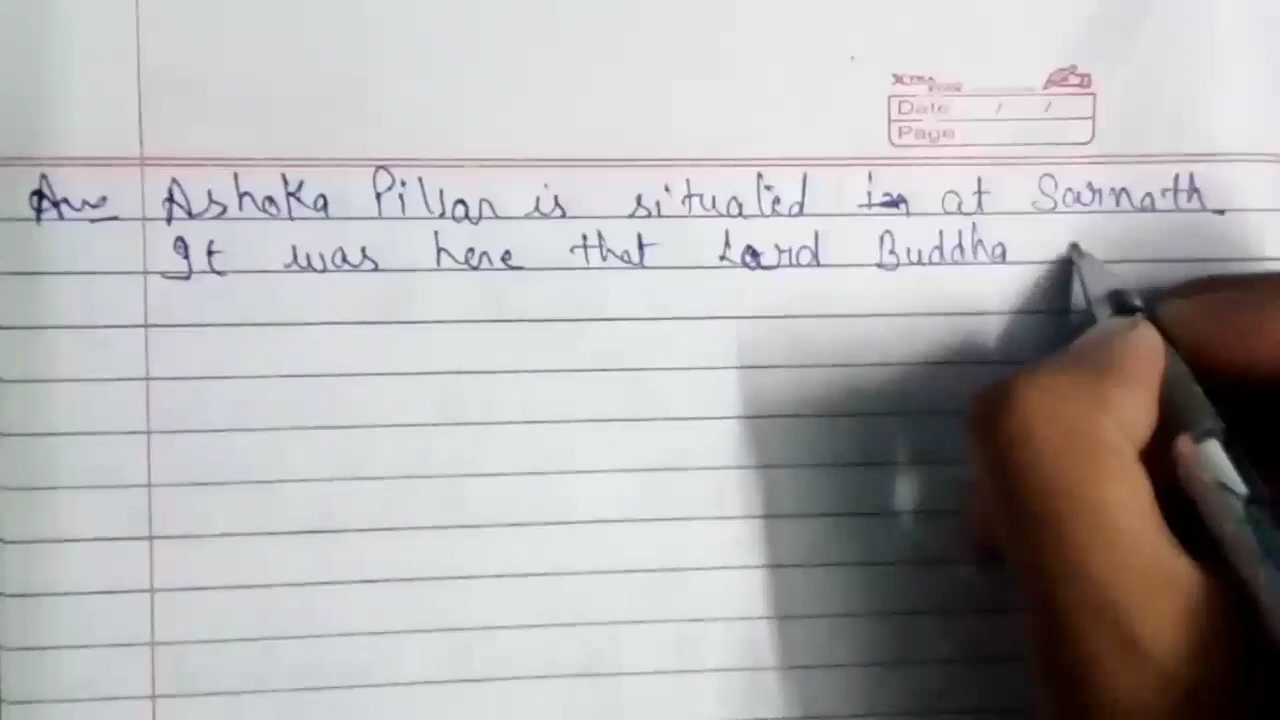 Date / /
Page
Ans Ashoka Pillar is situated in at Sarnath
It was here that Lord Buddha